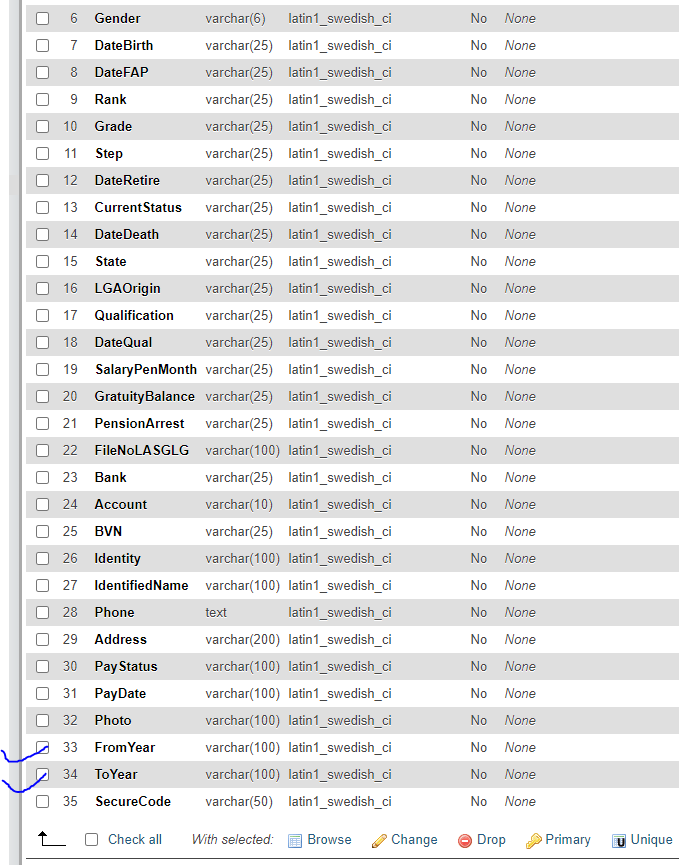 6 Gender varchar(6) latin1_swedish_ci No None
7 DateBirth varchar(25) latin1_swedish_ci No None
8 DateFAP varchar(25) latin1_swedish_ci No None
9 Rank varchar(25) latin1_swedish_ci No None
10 Grade varchar(25) latin1_swedish_ci No None
11 Step varchar(25) latin1_swedish_ci No None
12 DateRetire varchar(25) latin1_swedish_ci No None
13 CurrentStatus varchar(25) latin1_swedish_ci No None
14 DateDeath varchar(25) latin1_swedish_ci No None
15 State varchar(25) latin1_swedish_ci No None
16 LGAOrigin varchar(25) latin1_swedish_ci No None
17 Qualification varchar(25) latin1_swedish_ci No None
18 DateQual varchar(25) latin1_swedish_ci No None
19 SalaryPenMonth varchar(25) latin1_swedish_ci No None
20 GratuityBalance varchar(25) latin1_swedish_ci No None
21 PensionArrest varchar(25) latin1_swedish_ci No None
22 FileNoLASGLG varchar(100) latin1_swedish_ci No None
23 Bank varchar(25) latin1_swedish_ci No None
24 Account varchar(10) latin1_swedish_ci No None
25 BVN varchar(25) latin1_swedish_ci No None
26 Identity varchar(100) latin1_swedish_ci No None
27 IdentifiedName varchar(100) latin1_swedish_ci No None
28 Phone text latin1_swedish_ci No None
29 Address varchar(200) latin1_swedish_ci No None
30 PayStatus varchar(100) latin1_swedish_ci No None
31 PayDate varchar(100) latin1_swedish_ci No None
32 Photo varchar(100) latin1_swedish_ci No None
33 FromYear varchar(100) latin1_swedish_ci No None
34 ToYear varchar(100) latin1_swedish_ci No None
35 SecureCode varchar(50) latin1_swedish_ci No None
Check all With selected: Browse Change Drop Primary Unique